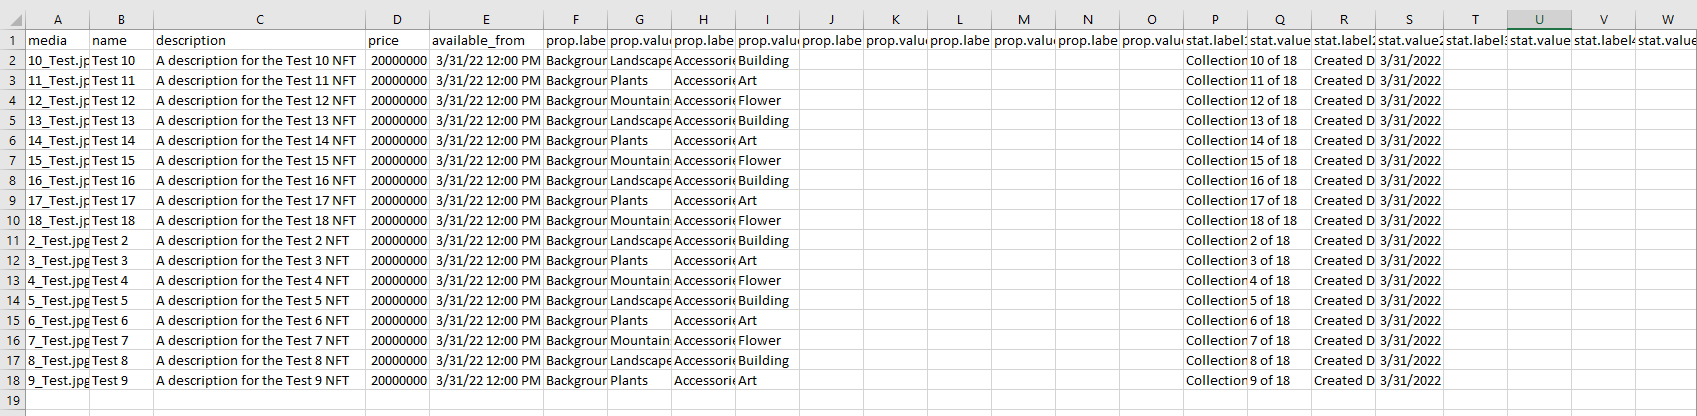 A B C D E F G H I J K L M N O P Q R S T U V W
1 media name description price available_from prop.labe prop.valu prop.labe prop.valu prop.labe prop.valu prop.labe prop.valu prop.labe prop.valu stat.label1 stat.value stat.label2 stat.value2 stat.label3 stat.value stat.label4 stat.value
2 10_Test.jp Test 10 A description for the Test 10 NFT 20000000 3/31/22 12:00 PM Backgroun Landscape Accessorie Building Collection 10 of 18 Created D 3/31/2022
3 11_Test.jp Test 11 A description for the Test 11 NFT 20000000 3/31/22 12:00 PM Backgroun Plants Accessorie Art Collection 11 of 18 Created D 3/31/2022
4 12_Test.jp Test 12 A description for the Test 12 NFT 20000000 3/31/22 12:00 PM Backgroun Mountain Accessorie Flower Collection 12 of 18 Created D 3/31/2022
5 13_Test.jp Test 13 A description for the Test 13 NFT 20000000 3/31/22 12:00 PM Backgroun Landscape Accessorie Building Collection 13 of 18 Created D 3/31/2022
6 14_Test.jp Test 14 A description for the Test 14 NFT 20000000 3/31/22 12:00 PM Backgroun Plants Accessorie Art Collection 14 of 18 Created D 3/31/2022
7 15_Test.jp Test 15 A description for the Test 15 NFT 20000000 3/31/22 12:00 PM Backgroun Mountain Accessorie Flower Collection 15 of 18 Created D 3/31/2022
8 16_Test.jp Test 16 A description for the Test 16 NFT 20000000 3/31/22 12:00 PM Backgroun Landscape Accessorie Building Collection 16 of 18 Created D 3/31/2022
9 17_Test.jp Test 17 A description for the Test 17 NFT 20000000 3/31/22 12:00 PM Backgroun Plants Accessorie Art Collection 17 of 18 Created D 3/31/2022
10 18_Test.jp Test 18 A description for the Test 18 NFT 20000000 3/31/22 12:00 PM Backgroun Mountain Accessorie Flower Collection 18 of 18 Created D 3/31/2022
11 2_Test.jpg Test 2 A description for the Test 2 NFT 20000000 3/31/22 12:00 PM Backgroun Landscape Accessorie Building Collection 2 of 18 Created D 3/31/2022
12 3_Test.jpg Test 3 A description for the Test 3 NFT 20000000 3/31/22 12:00 PM Backgroun Plants Accessorie Art Collection 3 of 18 Created D 3/31/2022
13 4_Test.jpg Test 4 A description for the Test 4 NFT 20000000 3/31/22 12:00 PM Backgroun Mountain Accessorie Flower Collection 4 of 18 Created D 3/31/2022
14 5_Test.jpg Test 5 A description for the Test 5 NFT 20000000 3/31/22 12:00 PM Backgroun Landscape Accessorie Building Collection 5 of 18 Created D 3/31/2022
15 6_Test.jpg Test 6 A description for the Test 6 NFT 20000000 3/31/22 12:00 PM Backgroun Plants Accessorie Art Collection 6 of 18 Created D 3/31/2022
16 7_Test.jpg Test 7 A description for the Test 7 NFT 20000000 3/31/22 12:00 PM Backgroun Mountain Accessorie Flower Collection 7 of 18 Created D 3/31/2022
17 8_Test.jpg Test 8 A description for the Test 8 NFT 20000000 3/31/22 12:00 PM Backgroun Landscape Accessorie Building Collection 8 of 18 Created D 3/31/2022
18 9_Test.jpg Test 9 A description for the Test 9 NFT 20000000 3/31/22 12:00 PM Backgroun Plants Accessorie Art Collection 9 of 18 Created D 3/31/2022
19